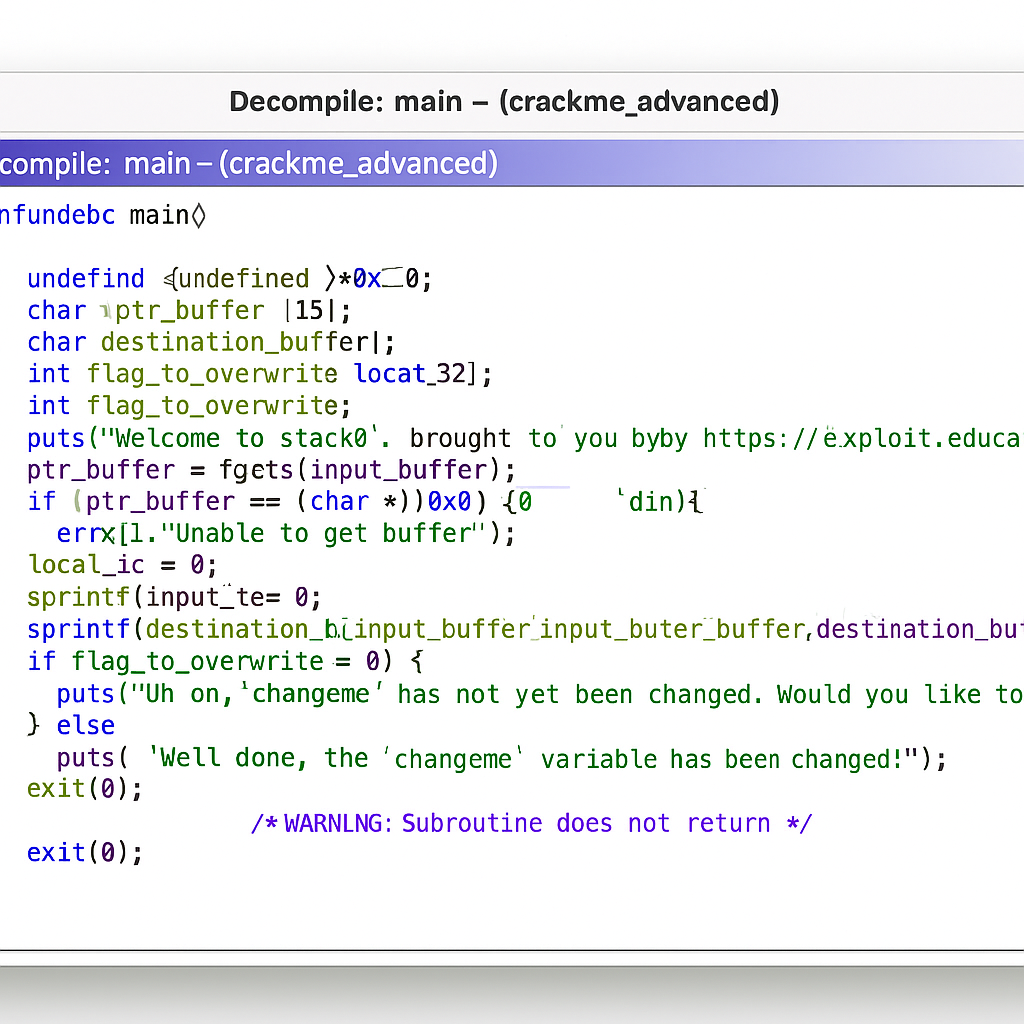 Decompile: main – (crackme_advanced)
compile: main – (crackme_advanced)
nfundebc main◊
undefind {undefined }*0x 0;
char ptr_buffer |15|;
char destination_buffer|;
int flag_to_overwrite locat_32];
int flag_to_overwrite;
puts("Welcome to stack0'. brought to you byby https://exploit.educa
ptr_buffer = fgets(input_buffer);
if (ptr_buffer == (char *))0x0) {0 'din){
errx[1."Unable to get buffer");
local_ic = 0;
sprintf(input_te= 0;
sprintf(destination_b input_buffer input_buter_buffer,destination_but
if flag_to_overwrite = 0) {
puts("Uh on, 'changeme' has not yet been changed. Would you like to
} else
puts( 'Well done, the 'changeme' variable has been changed!");
exit(0);
/* WARNLNG: Subroutine does not return */
exit(0);